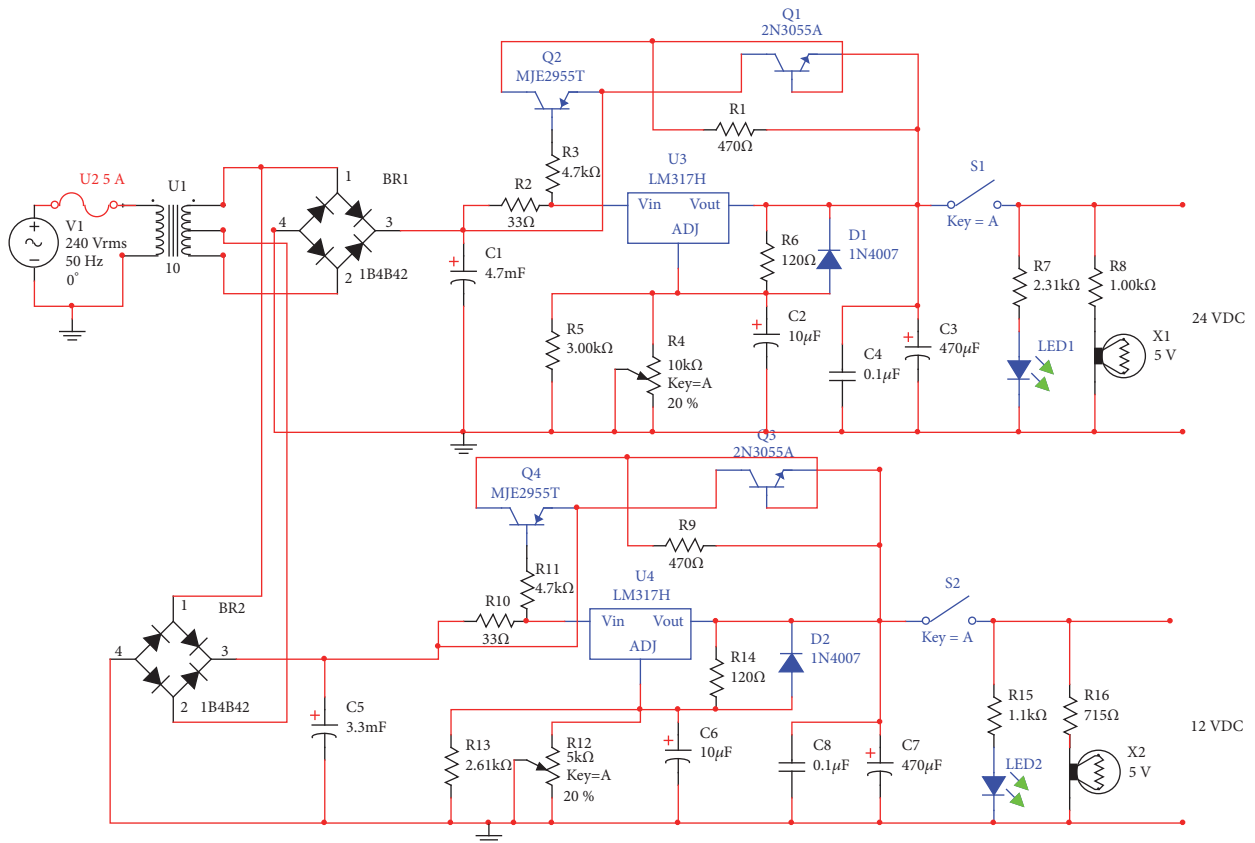 Q1
2N3055A
Q2
MJE2955T
R1
470Ω
R3
4.7kΩ
U3
LM317H
Vin Vout
ADJ
R2
33Ω
S1
Key = A
U2 5 A
U1
10
V1
240 Vrms
50 Hz
0°
+
−
BR1
1
4
3
2
1B4B42
+
C1
4.7mF
R6
120Ω
D1
1N4007
R7
2.31kΩ
R8
1.00kΩ
R5
3.00kΩ
R4
10kΩ
Key=A
20 %
+
C2
10μF
C4
0.1μF
+
C3
470μF
LED1
X1
5 V
24 VDC
Q3
2N3055A
Q4
MJE2955T
R9
470Ω
R11
4.7kΩ
U4
LM317H
Vin Vout
ADJ
R10
33Ω
S2
Key = A
BR2
1
4
3
2
1B4B42
+
C5
3.3mF
R14
120Ω
D2
1N4007
R15
1.1kΩ
R16
715Ω
R13
2.61kΩ
R12
5kΩ
Key=A
20 %
+
C6
10μF
C8
0.1μF
+
C7
470μF
LED2
X2
5 V
12 VDC